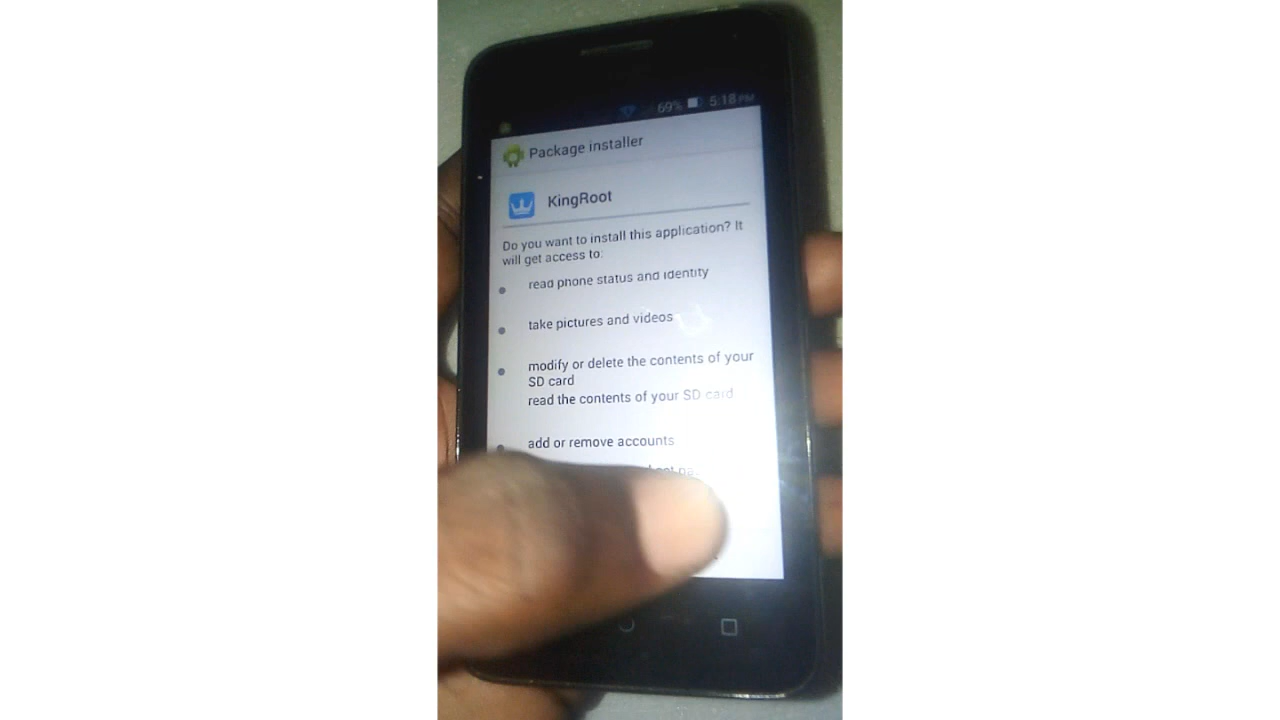 69% 5:18 PM
Package installer
KingRoot
Do you want to install this application? It
will get access to:
read phone status and identity
take pictures and videos
modify or delete the contents of your
SD card
read the contents of your SD card
add or remove accounts